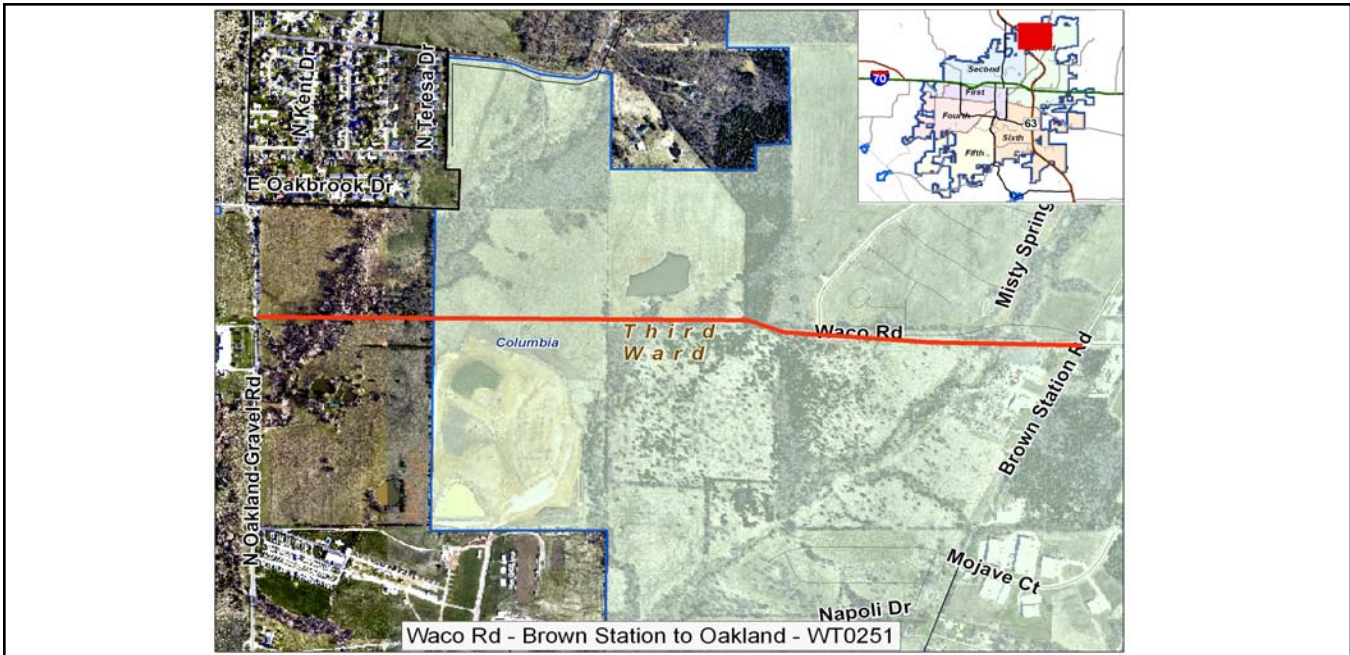 N Kent Dr
N Teresa Dr
E Oakbrook Dr
70
Second
First
Fourth
63
Sixth
Fifth
Misty Spring
Waco Rd
Third
Ward
Columbia
Brown Station Rd
N Oakland Gravel Rd
Mojave Ct
Napoli Dr
Waco Rd - Brown Station to Oakland - WT0251